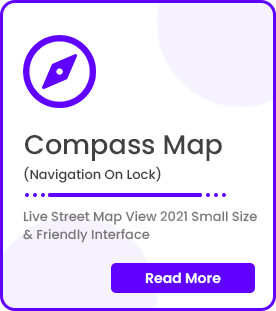 Compass Map
(Navigation On Lock)
Live Street Map View 2021 Small Size
& Friendly Interface
Read More